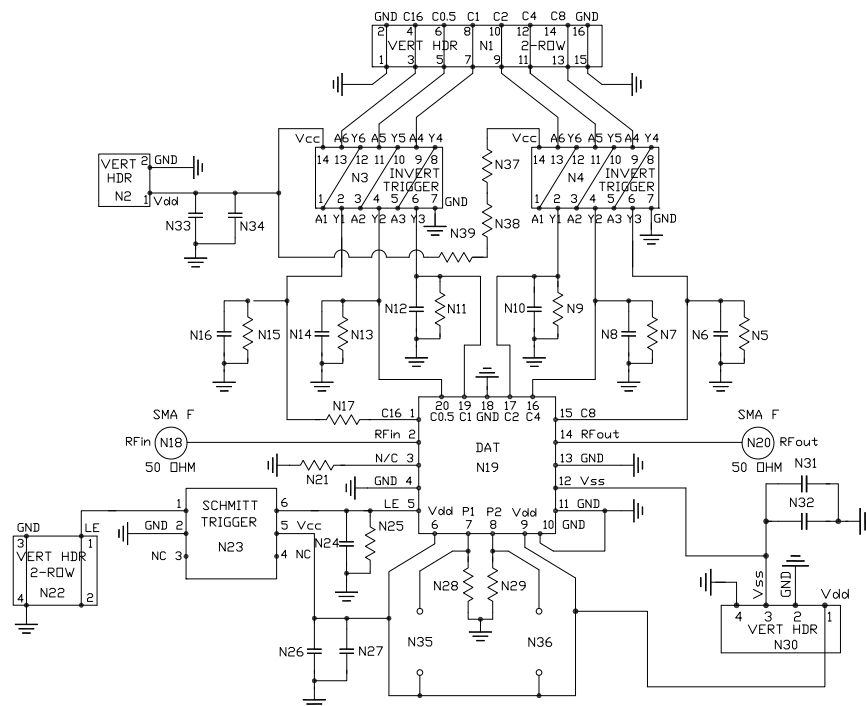 GND C16 C0.5 C1 C2 C4 C8 GND
2 4 6 8 10 12 14 16
VERT HDR N1 2-ROW
1 3 5 7 9 11 13 15
A6 Y6 A5 Y5 A4 Y4
Vcc
14 13 12 11 10 9 8
N3 INVERT TRIGGER
1 2 3 4 5 6 7
GND
A1 Y1 A2 Y2 A3 Y3
A6 Y6 A5 Y5 A4 Y4
Vcc
14 13 12 11 10 9 8
N4 INVERT TRIGGER
1 2 3 4 5 6 7
GND
A1 Y1 A2 Y2 A3 Y3
N37
N38
N39
VERT HDR
N2
2 GND
1 Vdd
N33 N34
N16 N15 N14 N13 N12 N11 N10 N9 N8 N7 N6 N5
20 19 18 17 16
C0.5 C1 GND C2 C4
N17 C16 1
15 C8
SMA F
RFin N18
50 OHM
RFin 2
DAT
N19
14 RFout
SMA F
N20 RFout
50 OHM
N21
N/C 3
13 GND
GND 4
12 Vss
LE 5
11 GND
Vdd P1 P2 Vdd
6 7 8 9 10
GND
N31
N32
1 SCHMITT TRIGGER 6
GND 2
5 Vcc
NC 3
4 NC
N23
N24 N25
GND LE
3 1
VERT HDR
2-ROW
N22
4 2
N28 N29
N35 N36
N26 N27
Vss GND Vdd
4 3 2 1
VERT HDR
N30